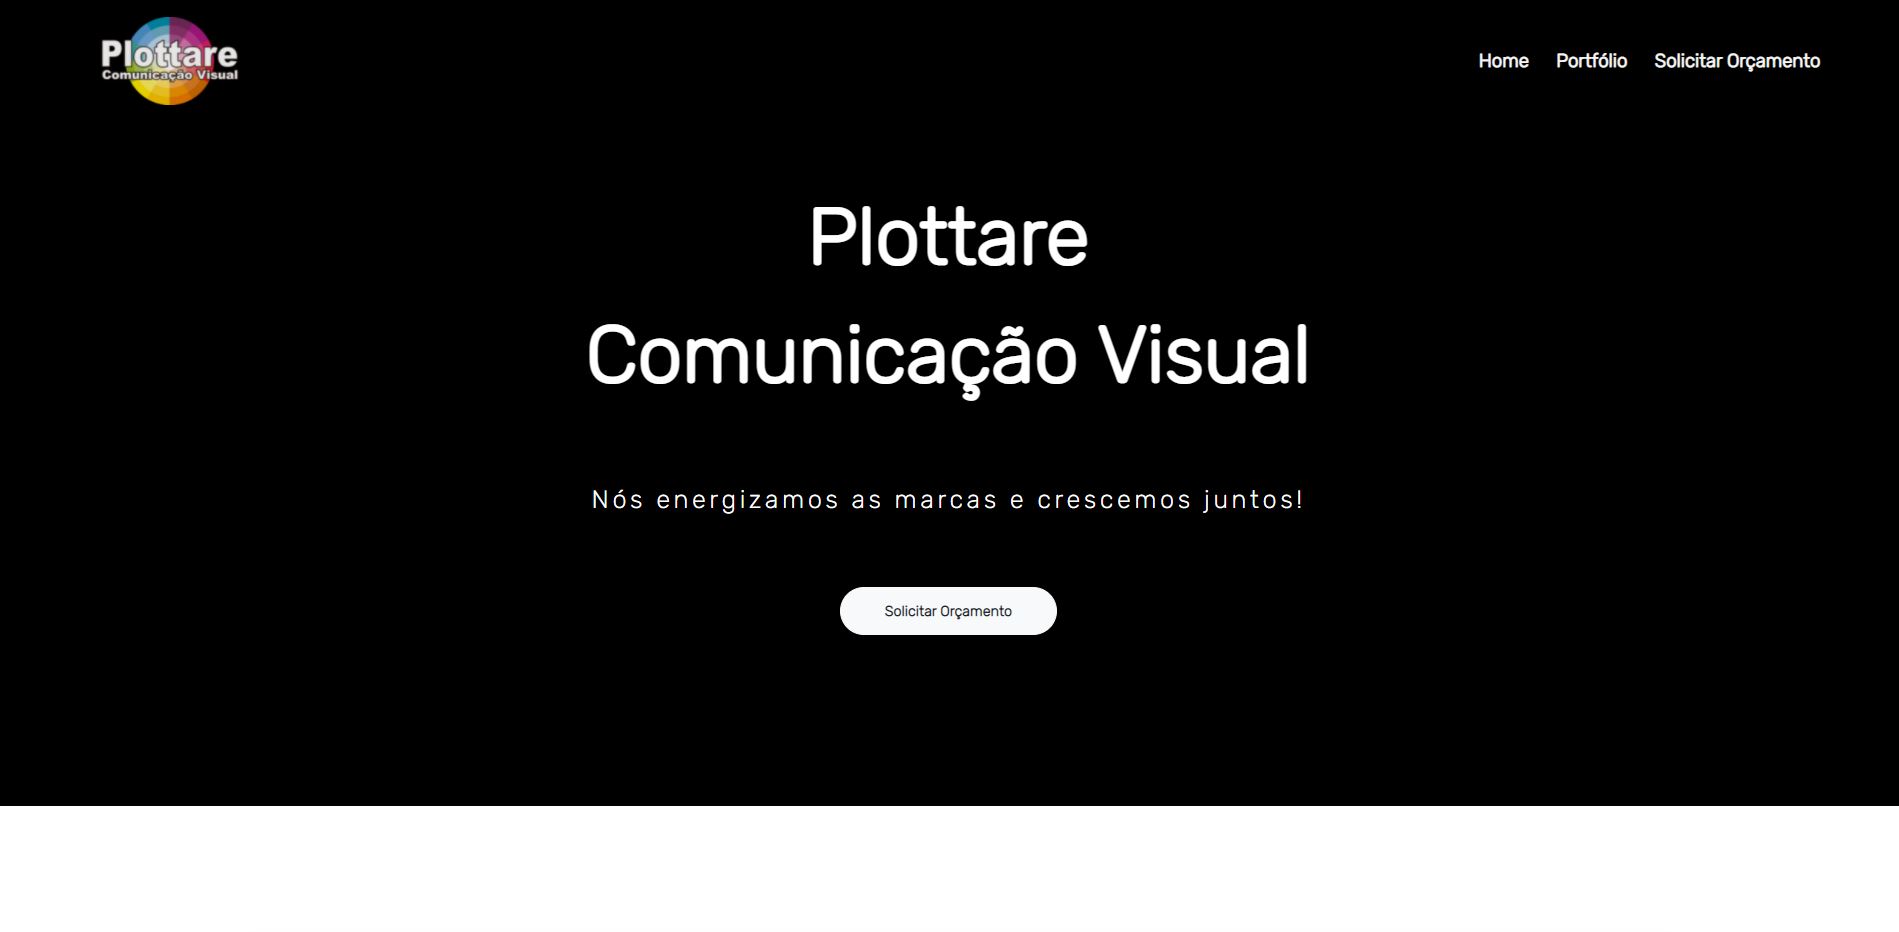 Plottare
Comunicação Visual
Home Portfólio Solicitar Orçamento
Plottare
Comunicação Visual
Nós energizamos as marcas e crescemos juntos!
Solicitar Orçamento